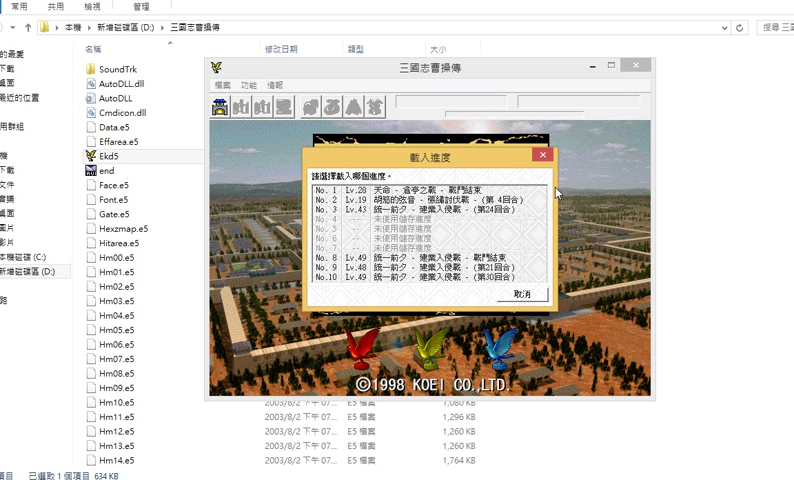 常用 共用 檢視 管理
本機 新增磁碟區 (D:) 三國志曹操傳
搜尋 三國
名稱 修改日期 類型 大小
的最愛
下載
桌面
最近的位置
用群組
機
下載
文件
音樂
桌面
圖片
影片
本機磁碟 (C:)
新增磁碟區 (D:)
路
SoundTrk
AutoDLL.dll
AutoDLL
Cmdicon.dll
Data.e5
Effarea.e5
Ekd5
end
Face.e5
Font.e5
Gate.e5
Hexzmap.e5
Hitarea.e5
Hm00.e5
Hm01.e5
Hm02.e5
Hm03.e5
Hm04.e5
Hm05.e5
Hm06.e5
Hm07.e5
Hm08.e5
Hm09.e5
Hm10.e5 2003/8/2 下午 07... E5 檔案 1,080 KB
Hm11.e5 2003/8/2 下午 07... E5 檔案 1,296 KB
Hm12.e5 2003/8/2 下午 07... E5 檔案 1,260 KB
Hm13.e5 2003/8/2 下午 07... E5 檔案 1,260 KB
Hm14.e5 2003/8/2 下午 07... E5 檔案 1,764 KB
項目 已選取 1 個項目 634 KB
三國志曹操傳
檔案 功能 情報
載入進度
請選擇載入哪個進度。
No. 1 Lv.28 天命 - 倉亭之戰 - 戰鬥結束
No. 2 Lv.19 胡笳的弦音 - 張繡討伐戰 - (第 4回合)
No. 3 Lv.43 統一前夕 - 建業入侵戰 - (第24回合)
No. 4 -- 未使用儲存進度
No. 5 -- 未使用儲存進度
No. 6 -- 未使用儲存進度
No. 7 -- 未使用儲存進度
No. 8 Lv.49 統一前夕 - 建業入侵戰 - 戰鬥結束
No. 9 Lv.48 統一前夕 - 建業入侵戰 - (第21回合)
No.10 Lv.49 統一前夕 - 建業入侵戰 - (第30回合)
取消
©1998 KOEI CO.,LTD.